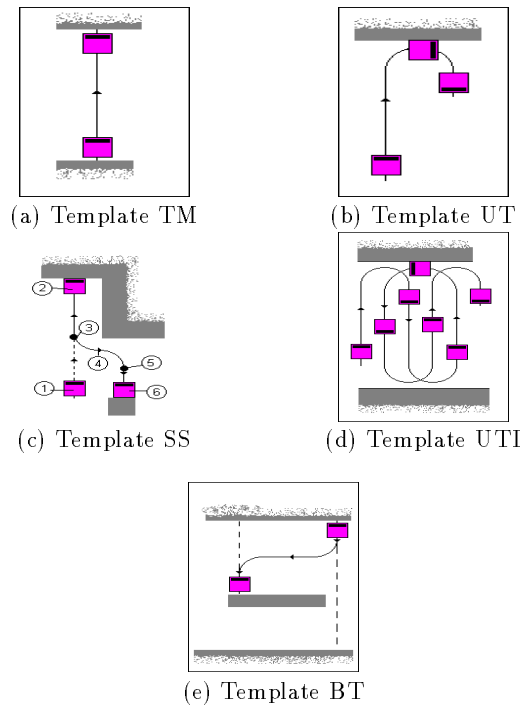 (a) Template TM
(b) Template UT
2
3
4
5
1
6
(c) Template SS
(d) Template UTI
(e) Template BT